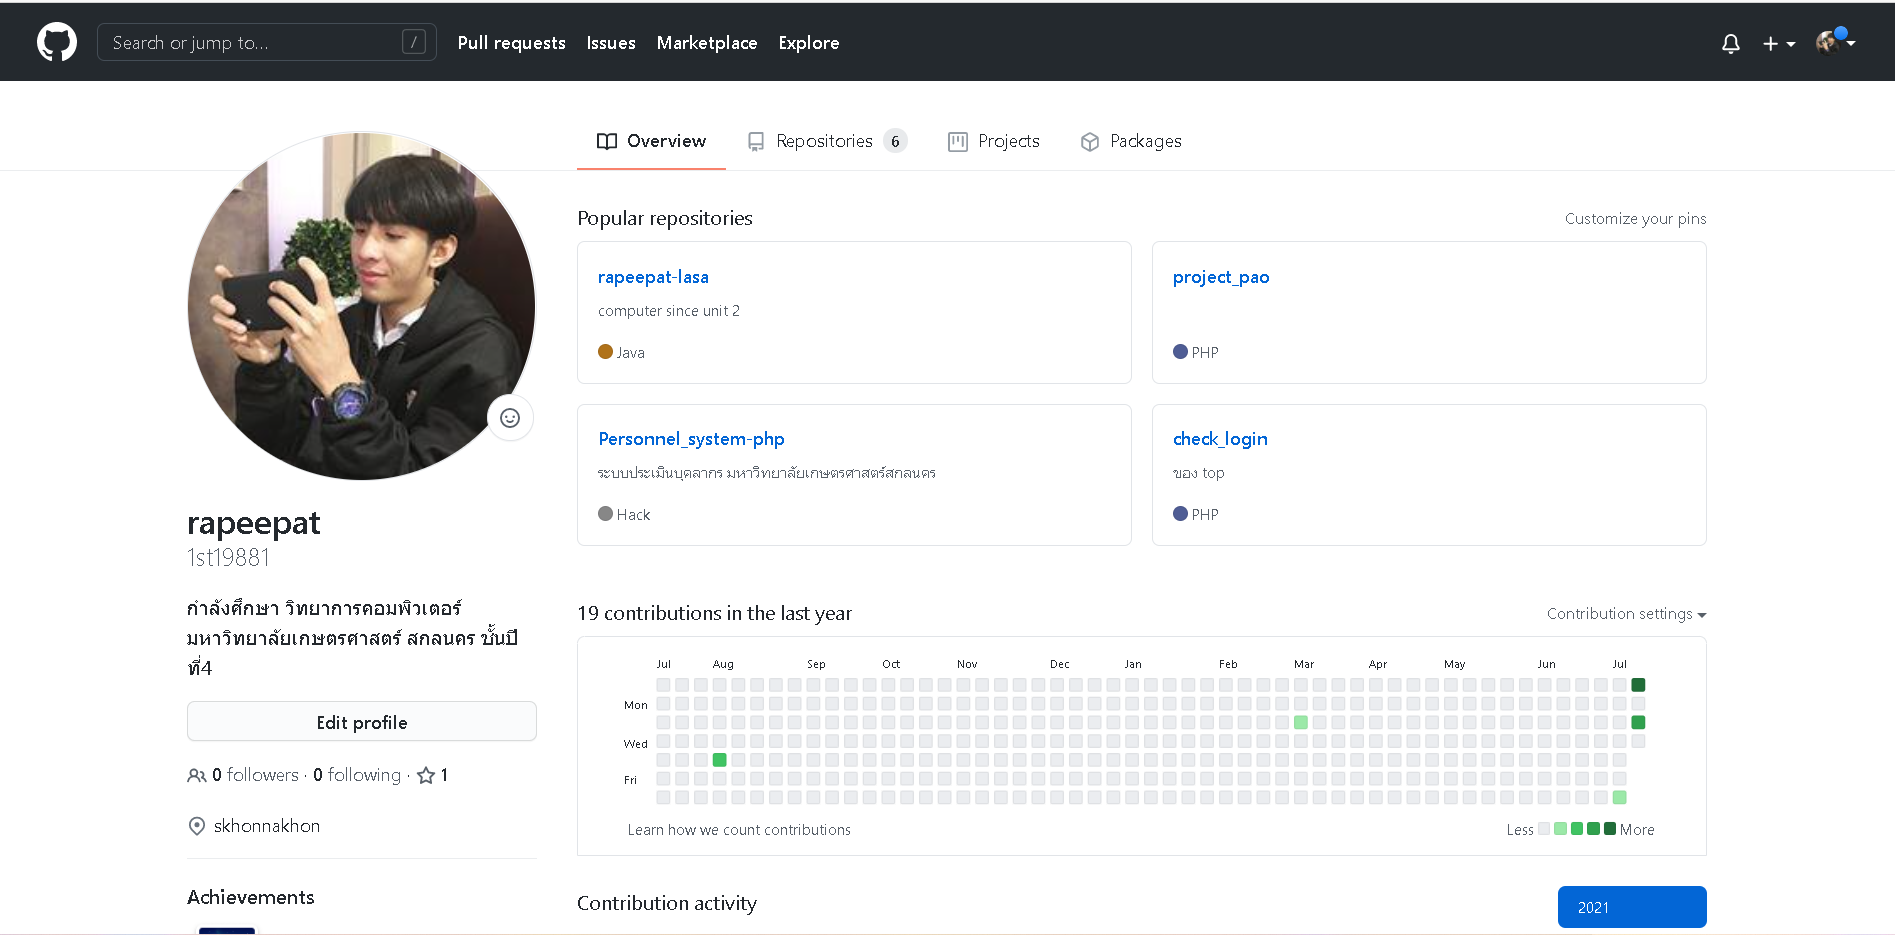 Search or jump to...
/
Pull requests
Issues
Marketplace
Explore
Overview
Repositories 6
Projects
Packages
rapeepat
1st19881
กำลังศึกษา วิทยาการคอมพิวเตอร์
มหาวิทยาลัยเกษตรศาสตร์ สกลนคร ชั้นปี
ที่4
Edit profile
0 followers · 0 following · 1
skhonnakhon
Achievements
Popular repositories
Customize your pins
rapeepat-lasa
computer since unit 2
Java
project_pao
PHP
Personnel_system-php
ระบบประเมินบุคลากร มหาวิทยาลัยเกษตรศาสตร์สกลนคร
Hack
check_login
ของ top
PHP
19 contributions in the last year
Contribution settings
Jul Aug Sep Oct Nov Dec Jan Feb Mar Apr May Jun Jul
Mon
Wed
Fri
Learn how we count contributions
Less More
Contribution activity
2021